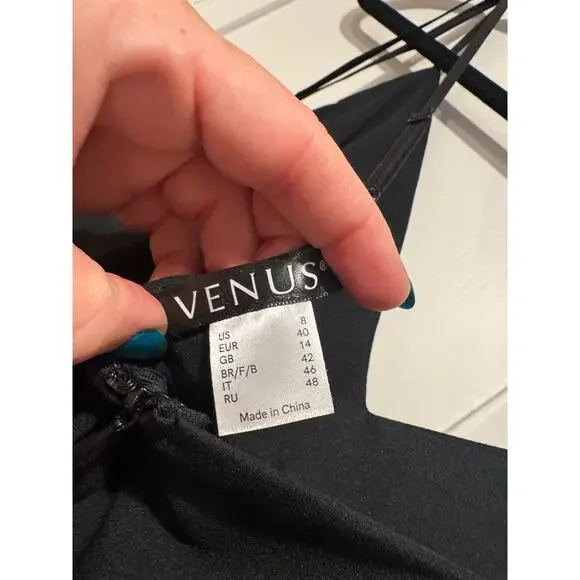 VENUS®
US 8
EUR 40
GB 14
BR/F/B 42
IT 46
RU 48
Made in China